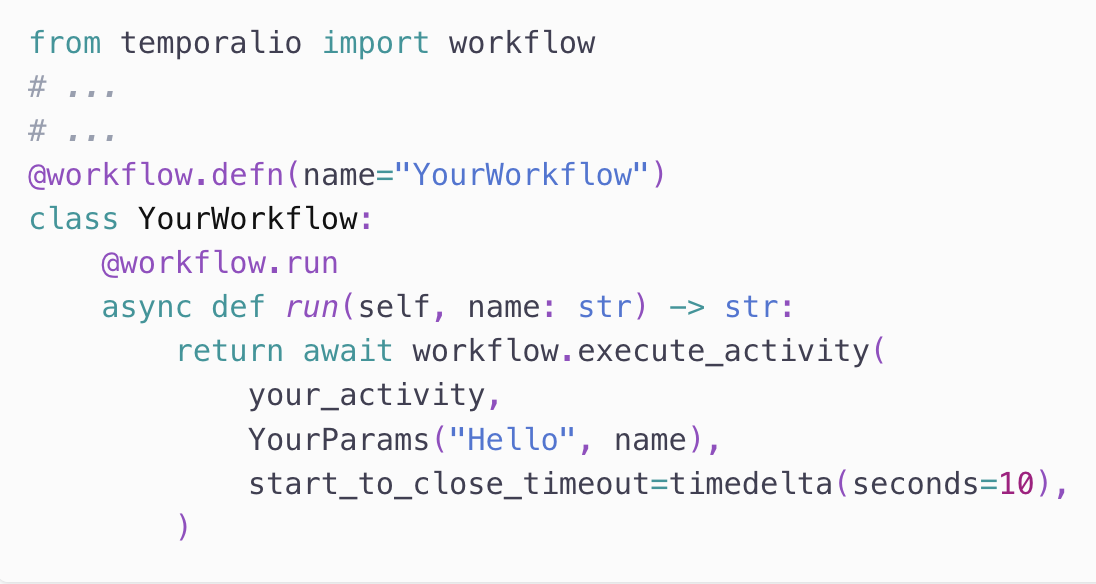 from temporalio import workflow
# ...
# ...
@workflow.defn(name="YourWorkflow")
class YourWorkflow:
    @workflow.run
    async def run(self, name: str) -> str:
        return await workflow.execute_activity(
            your_activity,
            YourParams("Hello", name),
            start_to_close_timeout=timedelta(seconds=10),
        )